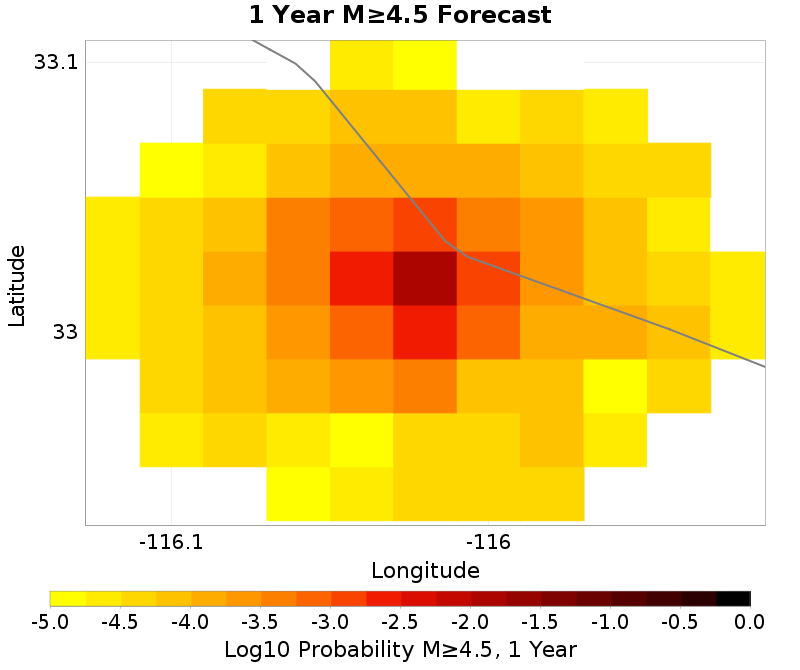 1 Year M≥4.5 Forecast
33.1
33
Latitude
-116.1 -116
Longitude
-5.0 -4.5 -4.0 -3.5 -3.0 -2.5 -2.0 -1.5 -1.0 -0.5 0.0
Log10 Probability M≥4.5, 1 Year